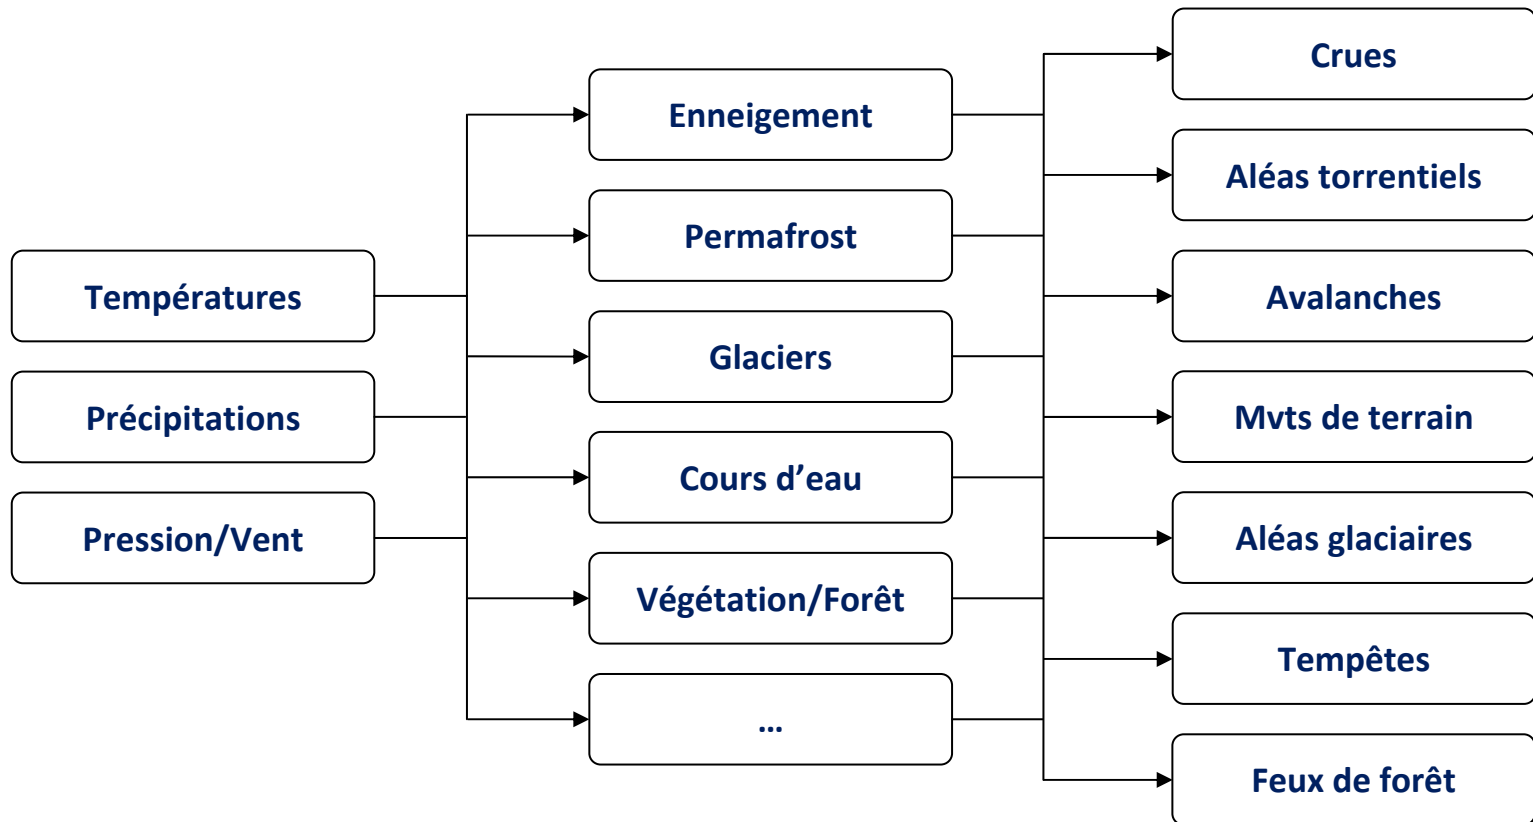 Températures
Précipitations
Pression/Vent
Enneigement
Permafrost
Glaciers
Cours d’eau
Végétation/Forêt
…
Crues
Aléas torrentiels
Avalanches
Mvts de terrain
Aléas glaciaires
Tempêtes
Feux de forêt